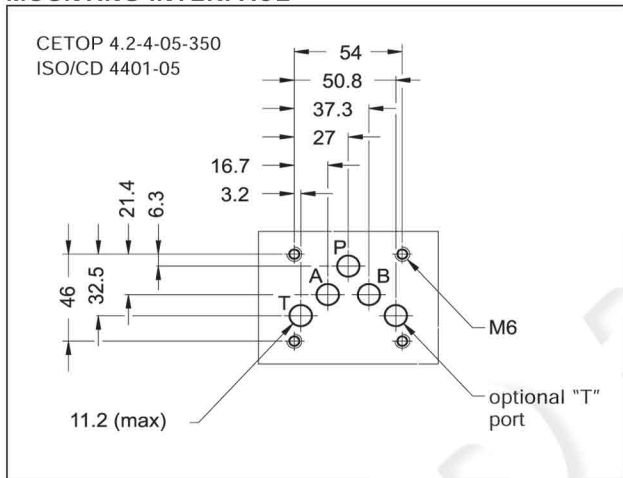 CETOP 4.2-4-05-350
ISO/CD 4401-05
54
50.8
37.3
27
16.7
3.2
21.4
6.3
46
32.5
P
A
B
T
M6
11.2 (max)
optional "T"
port